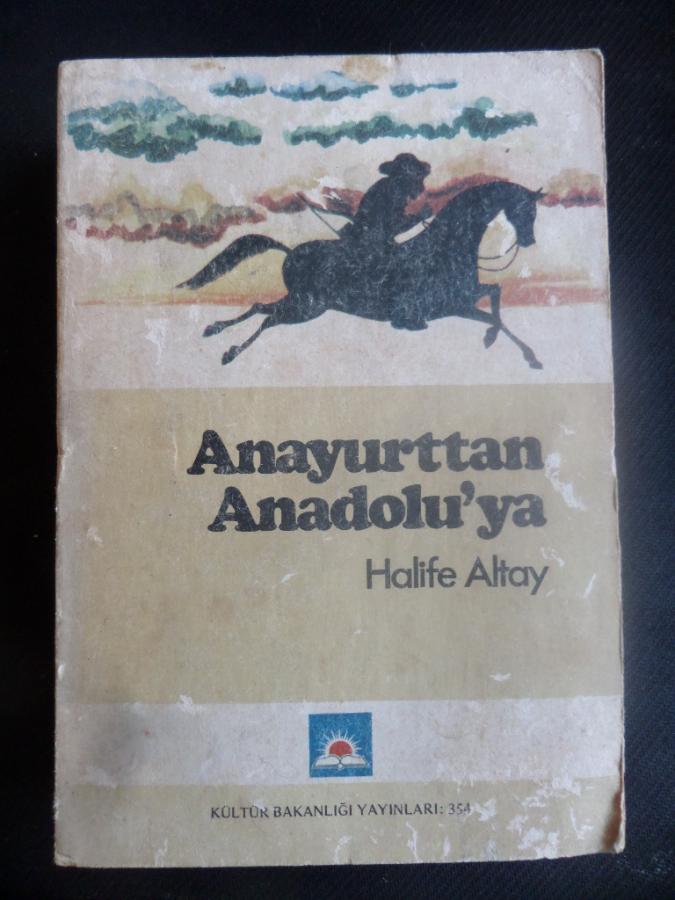 Anayurttan
Anadolu'ya
Halife Altay
KÜLTÜR BAKANLIĞI YAYINLARI: 354